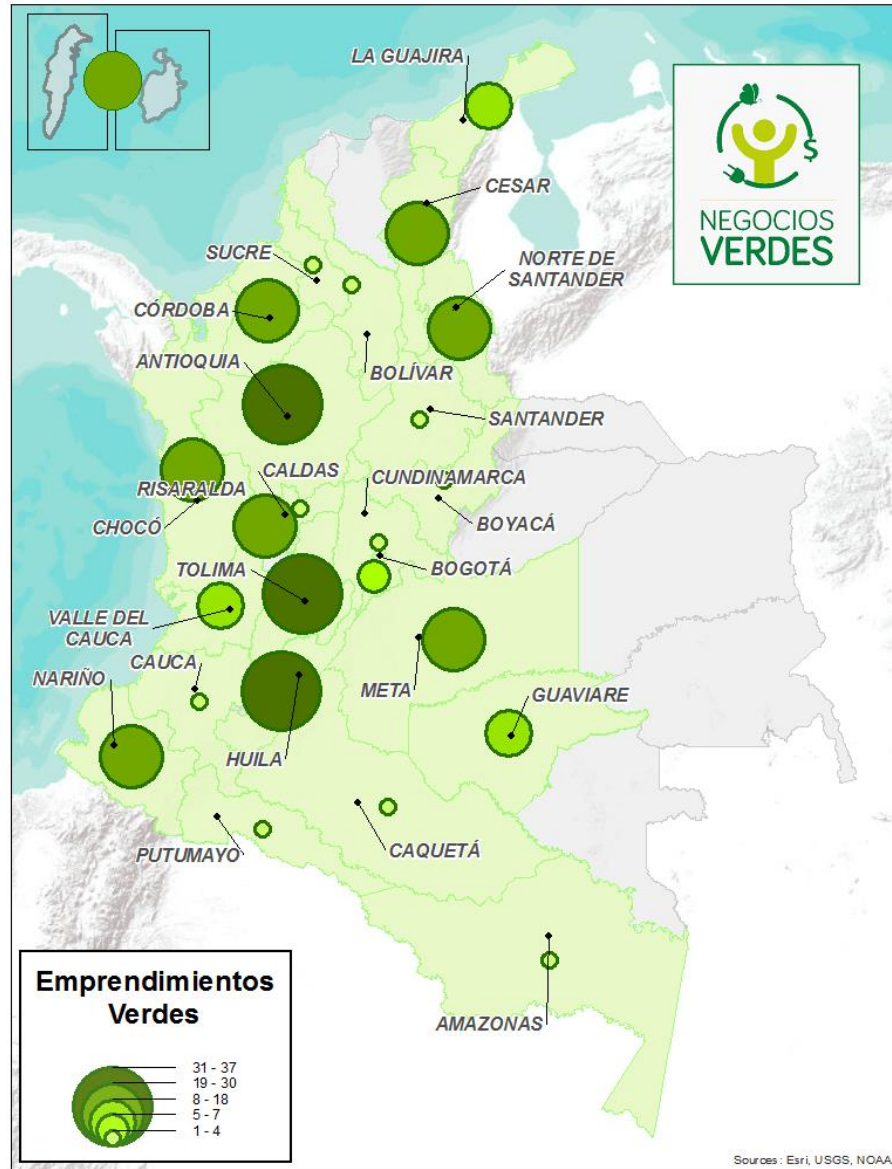 LA GUAJIRA
NEGOCIOS
VERDES
$
CESAR
SUCRE
NORTE DE
SANTANDER
CÓRDOBA
ANTIOQUIA
BOLÍVAR
SANTANDER
CALDAS
CUNDINAMARCA
RISARALDA
CHOCÓ
BOYACÁ
TOLIMA
BOGOTÁ
VALLE DEL
CAUCA
CAUCA
NARIÑO
META
GUAVIARE
HUILA
PUTUMAYO
CAQUETÁ
AMAZONAS
Emprendimientos
Verdes
31 - 37
19 - 30
8 - 18
5 - 7
1 - 4
Sources: Esri, USGS, NOAA